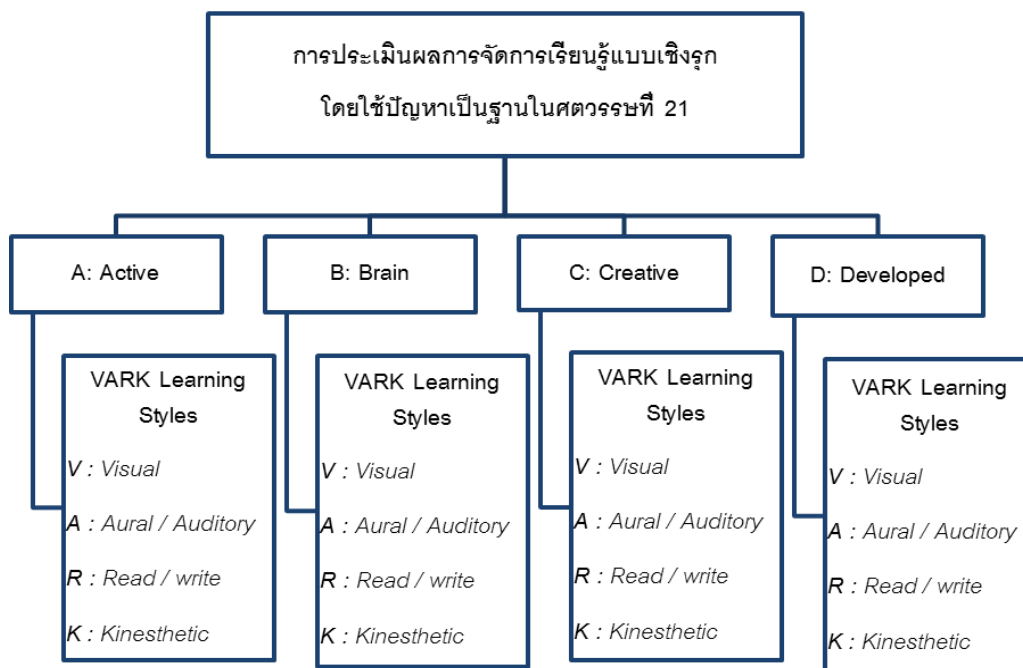 การประเมินผลการจัดการเรียนรู้แบบเชิงรุก
โดยใช้ปัญหาเป็นฐานในศตวรรษที่ 21
A: Active
B: Brain
C: Creative
D: Developed
VARK Learning
Styles
V : Visual
A : Aural / Auditory
R : Read / write
K : Kinesthetic
VARK Learning
Styles
V : Visual
A : Aural / Auditory
R : Read / write
K : Kinesthetic
VARK Learning
Styles
V : Visual
A : Aural / Auditory
R : Read / write
K : Kinesthetic
VARK Learning
Styles
V : Visual
A : Aural / Auditory
R : Read / write
K : Kinesthetic